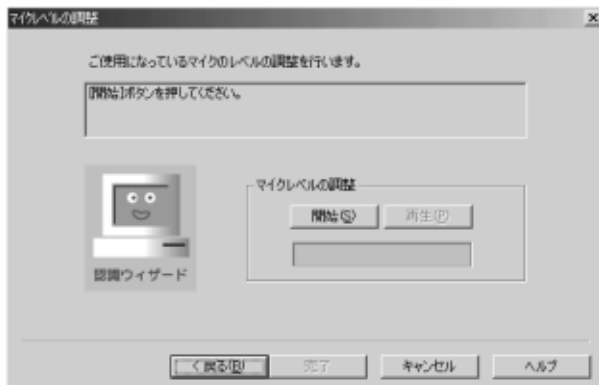 マイクレベルの調整
ご使用になっているマイクのレベルの調整を行います。
[開始]ボタンを押してください。
マイクレベルの調整
開始(S)
再生(P)
認識ウィザード
< 戻る(B)
完了
キャンセル
ヘルプ